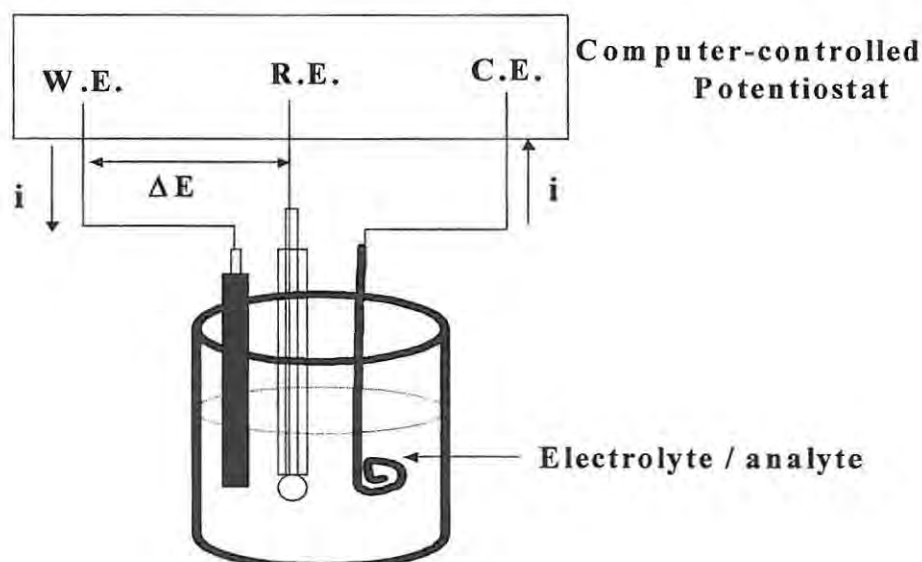 Computer-controlled
Potentiostat
W.E. R.E. C.E.
i ΔE i
Electrolyte / analyte